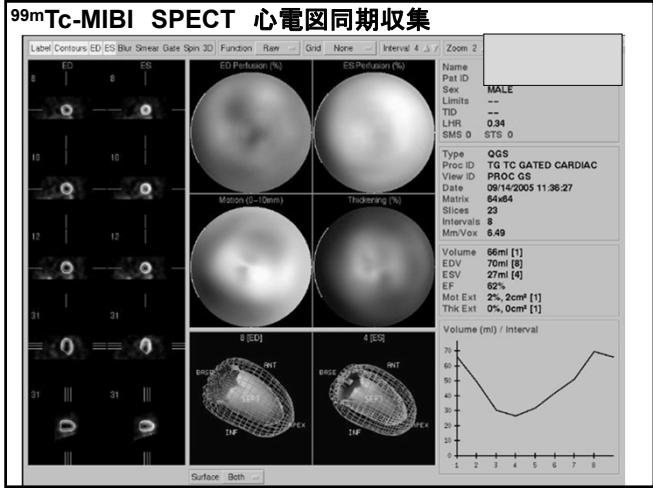 99mTc-MIBI SPECT 心電図同期収集
Label Contours ED ES Blur Smear Gate Spin 3D Function Raw Grid None Interval 4 Zoom 2
ED ES
8 8
10 10
12 12
31 31
31 31
ED Perfusion (%) ES Perfusion (%)
Motion (0-10mm) Thickening (%)
8 [ED] 4 [ES]
BASE ANT SEPT INF APEX
BASE ANT SEPT INF APEX
Surface Both
Name
Pat ID
Sex MALE
Limits --
TID --
LHR 0.34
SMS 0 STS 0
Type QGS
Proc ID TG TC GATED CARDIAC
View ID PROC GS
Date 09/14/2005 11:36:27
Matrix 64x64
Slices 23
Intervals 8
Mm/Vox 6.49
Volume 66ml [1]
EDV 70ml [8]
ESV 27ml [4]
EF 62%
Mot Ext 2%, 2cm² [1]
Thk Ext 0%, 0cm² [1]
Volume (ml) / Interval
70
60
50
40
30
20
10
0
1 2 3 4 5 6 7 8